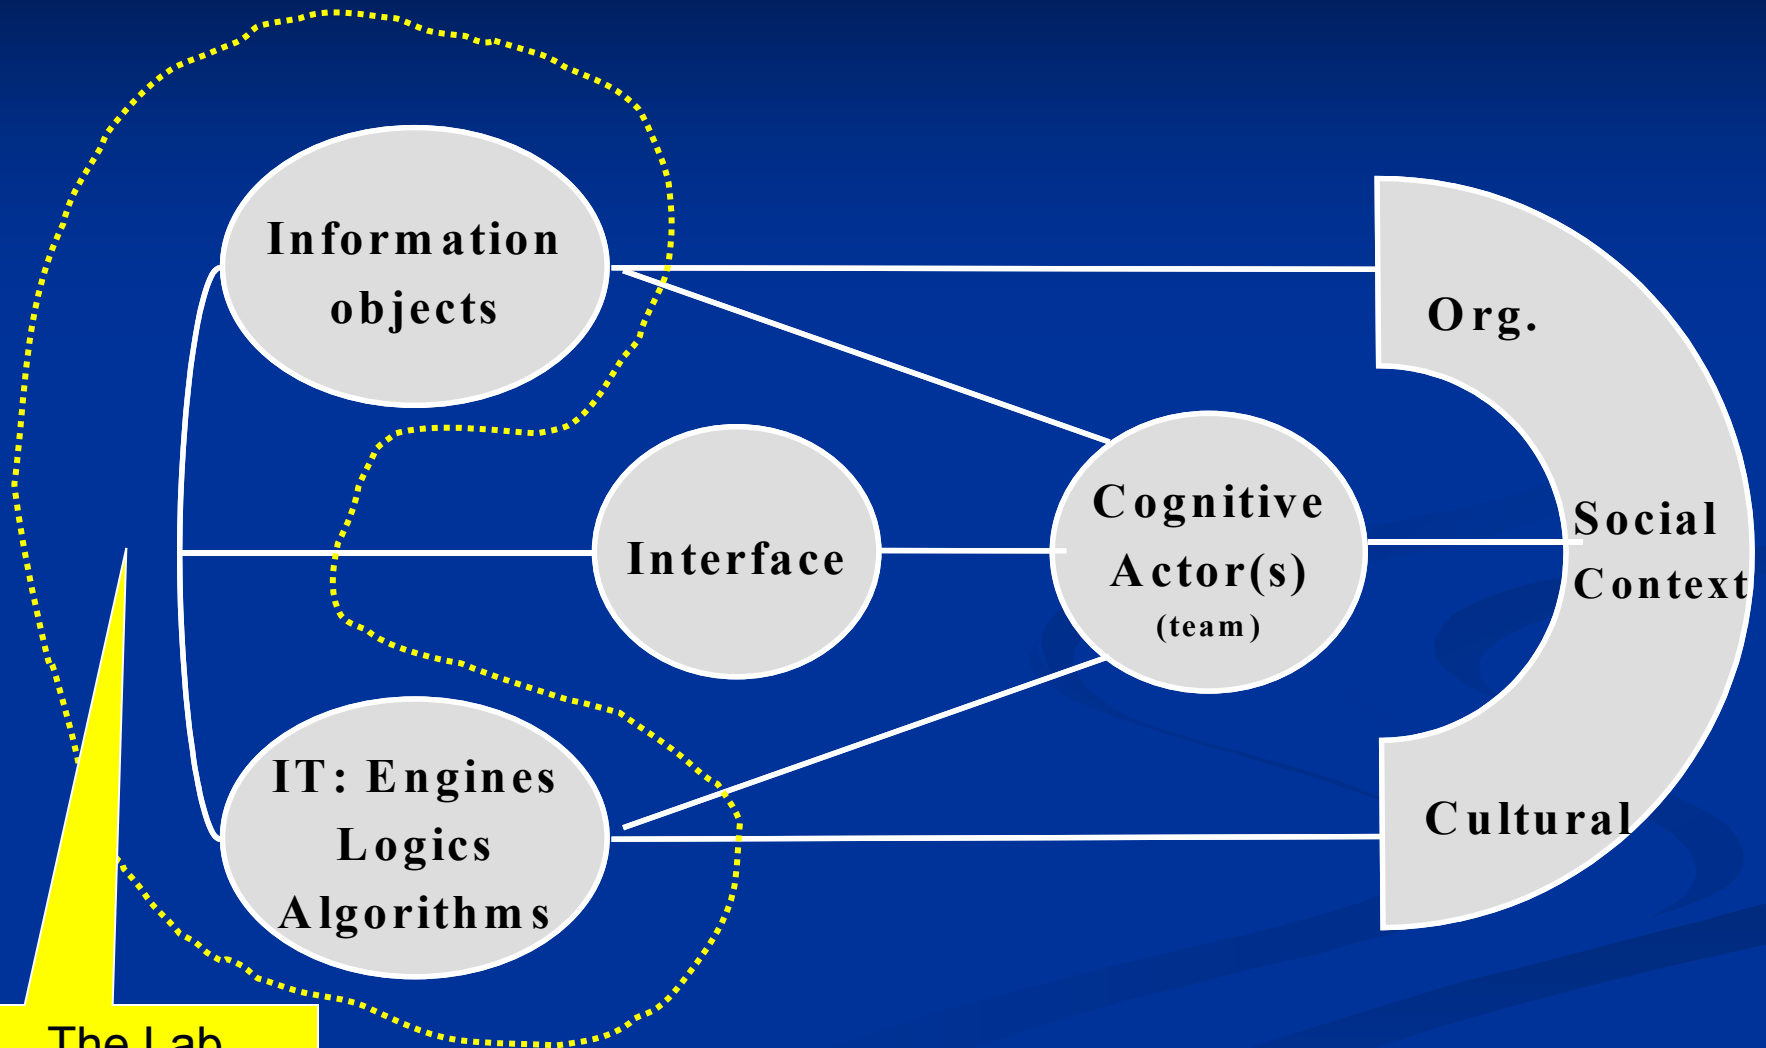 Information
objects
Org.
Interface
Cognitive
Actor(s)
(team)
Social
Context
IT: Engines
Logics
Algorithms
Cultural
The Lab